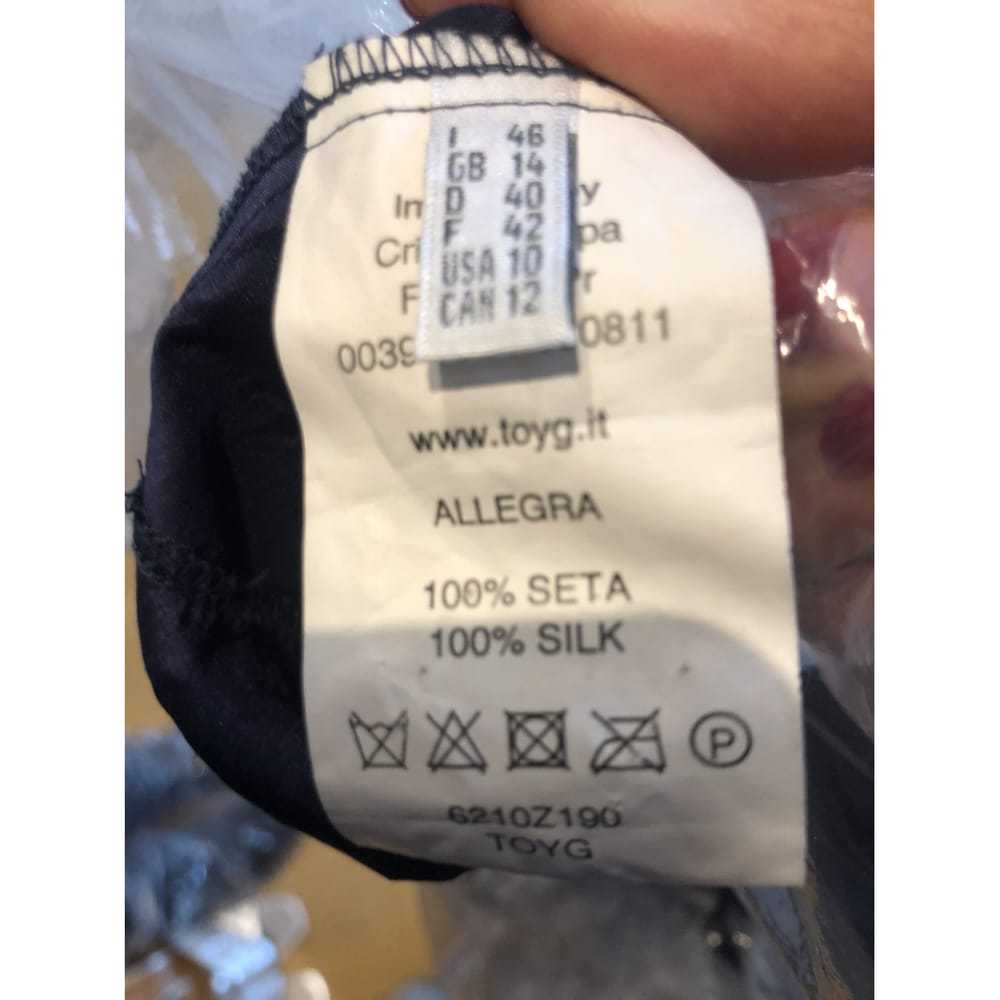 I 46
GB 14
D 40
F 42
USA 10
CAN 12
0811
www.toyg.it
ALLEGRA
100% SETA
100% SILK
P
6210Z190
TOYG